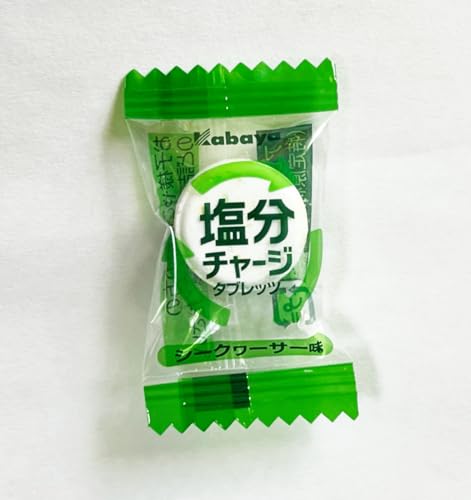 Kabaya
塩分
チャージ
タブレッツ
シークヮーサー味